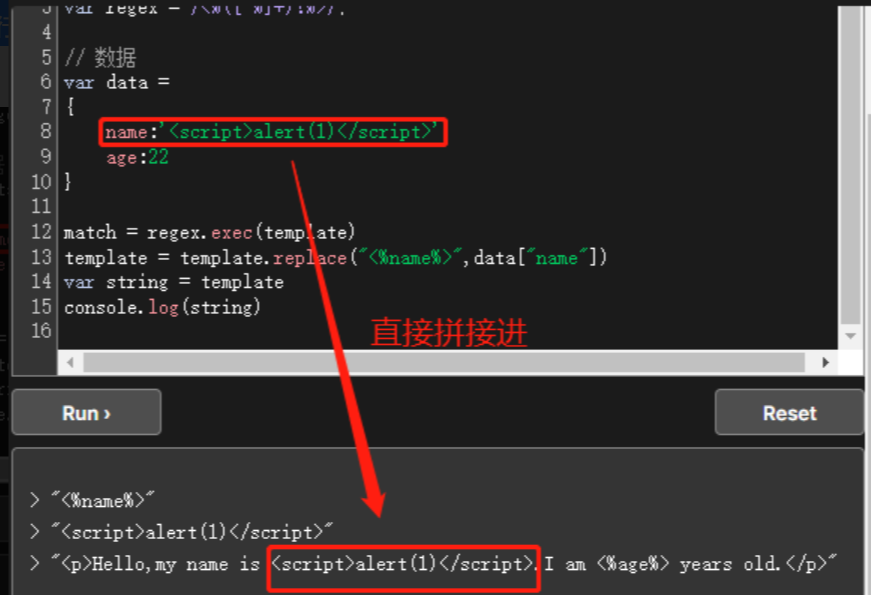 3 var regex =
4
5 // 数据
6 var data =
7 {
8 name:'<script>alert(1)</script>'
9 age:22
10 }
11
12 match = regex.exec(template)
13 template = template.replace("<%name%>",data["name"])
14 var string = template
15 console.log(string)
16
直接拼接进
Run ›
Reset
> "<%name%>"
> "<script>alert(1)</script>"
> "<p>Hello,my name is <script>alert(1)</script>.I am <%age%> years old.</p>"